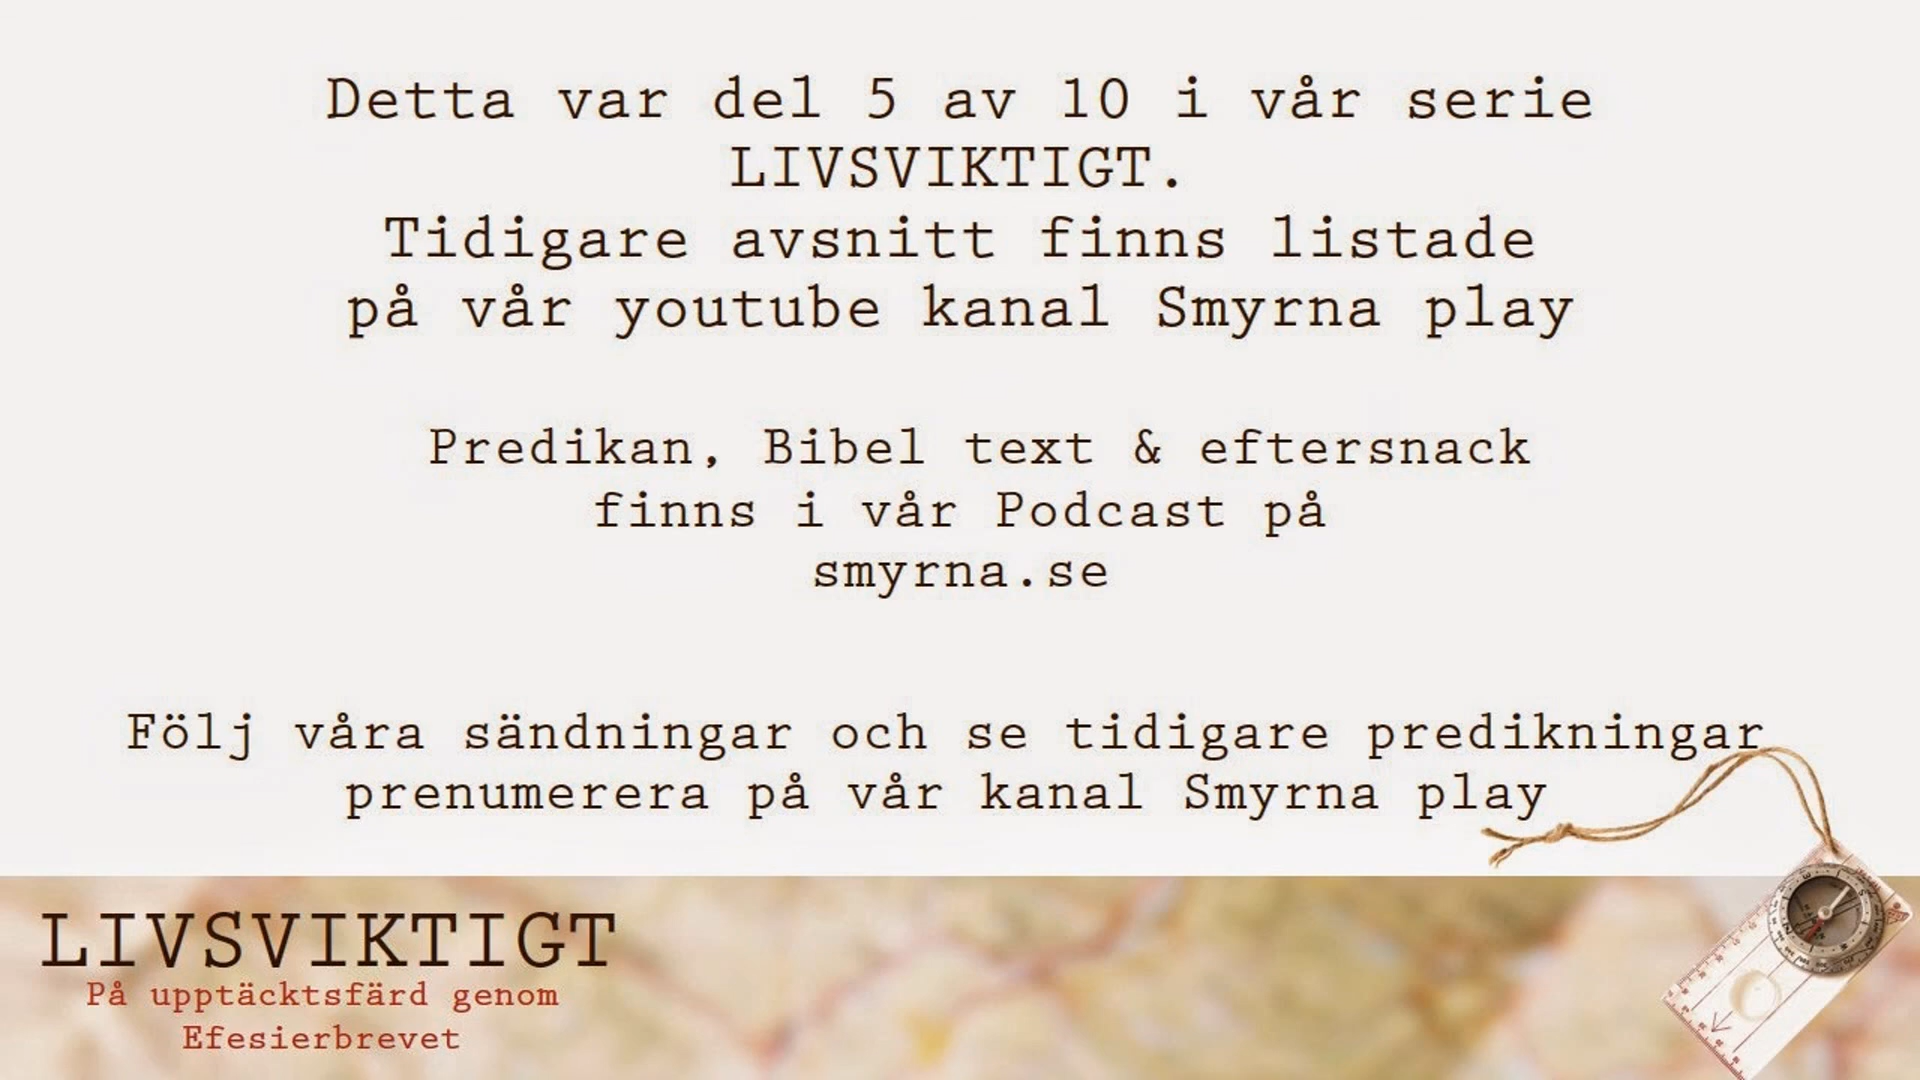 Detta var del 5 av 10 i vår serie
LIVSVIKTIGT.
Tidigare avsnitt finns listade
på vår youtube kanal Smyrna play
Predikan, Bibel text & eftersnack
finns i vår Podcast på
smyrna.se
Följ våra sändningar och se tidigare predikningar
prenumerera på vår kanal Smyrna play
LIVSVIKTIGT
På upptäcktsfärd genom
Efesierbrevet